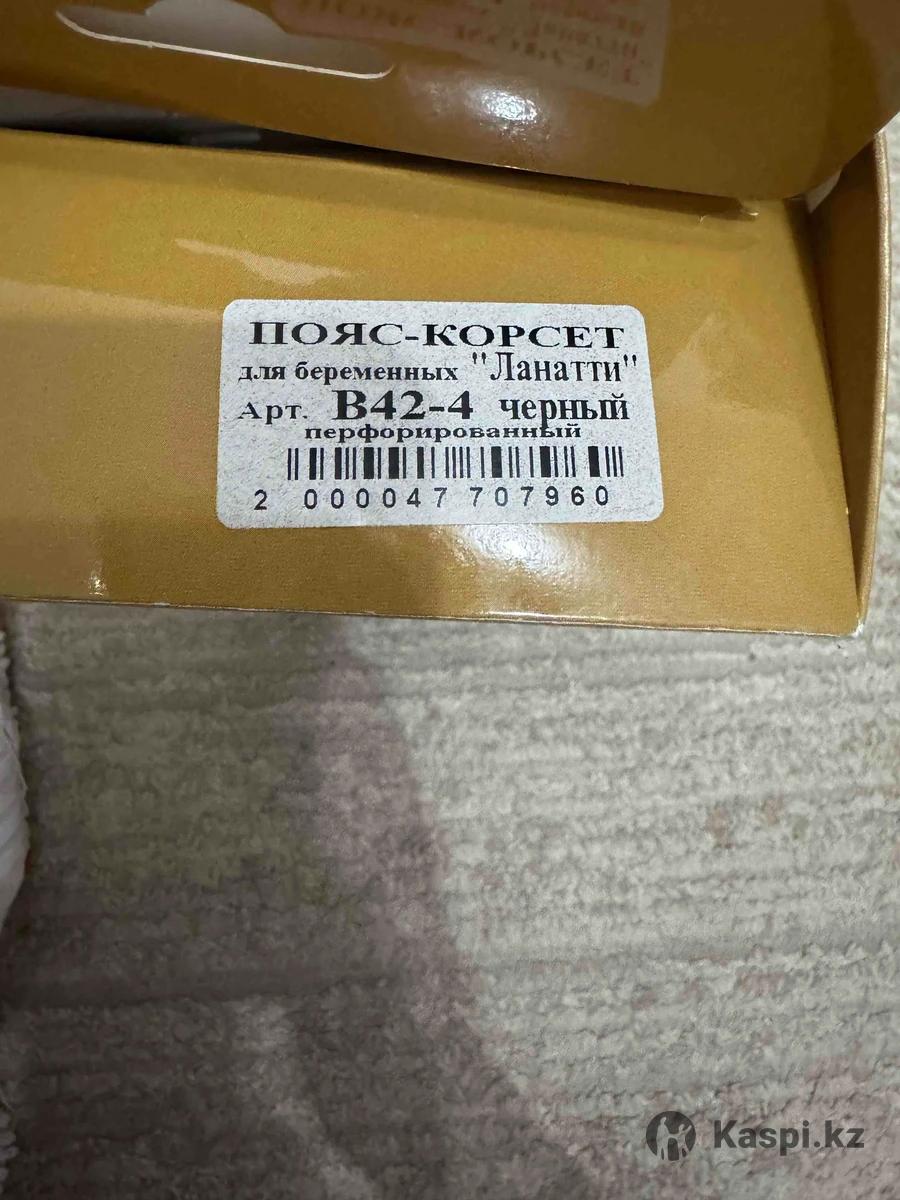 ПОЯС-КОРСЕТ
для беременных "Ланатти"
Арт. В42-4 черный
перфорированный
2 000047 707960
Kaspi.kz